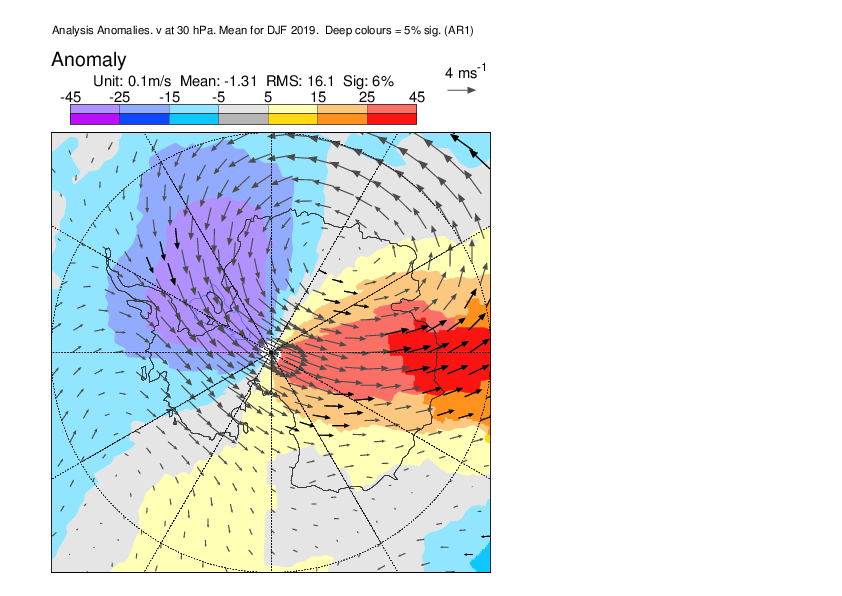 Analysis Anomalies. v at 30 hPa. Mean for DJF 2019.  Deep colours = 5% sig. (AR1)
Anomaly
4 ms-1
Unit: 0.1m/s  Mean: -1.31  RMS: 16.1  Sig: 6%
-45 -25 -15 -5 5 15 25 45